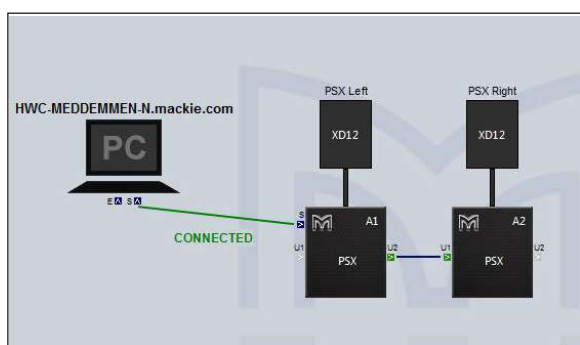 PSX Left
PSX Right
HWC-MEDDEMMEN-N.mackie.com
XD12
XD12
PC
E S
S
A1
A2
CONNECTED
U1
U2
U1
U2
PSX
PSX